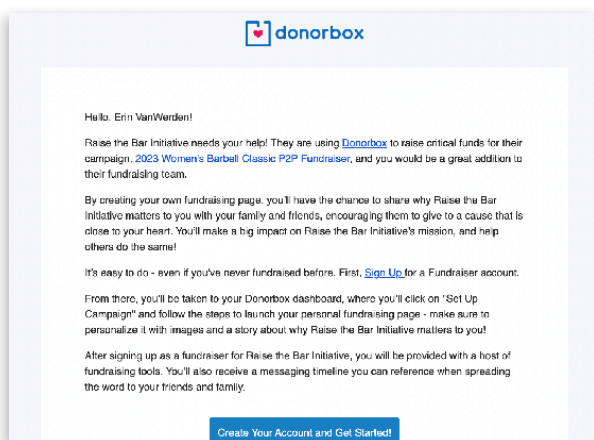 donorbox
Hello, Erin VanWerden!
Raise the Bar Initiative needs your help! They are using Donorbox to raise critical funds for their
campaign, 2023 Women's Barbell Classic P2P Fundraiser, and you would be a great addition to
their fundraising team.
By creating your own fundraising page, you'll have the chance to share why Raise the Bar
Initiative matters to you with your family and friends, encouraging them to give to a cause that is
close to your heart. You'll make a big impact on Raise the Bar Initiative's mission, and help
others do the same!
It's easy to do - even if you've never fundraised before. First, Sign Up for a Fundraiser account.
From there, you'll be taken to your Donorbox dashboard, where you'll click on "Set Up
Campaign" and follow the steps to launch your personal fundraising page - make sure to
personalize it with images and a story about why Raise the Bar Initiative matters to you!
After signing up as a fundraiser for Raise the Bar Initiative, you will be provided with a host of
fundraising tools. You'll also receive a messaging timeline you can reference when spreading
the word to your friends and family.
Create Your Account and Get Started!